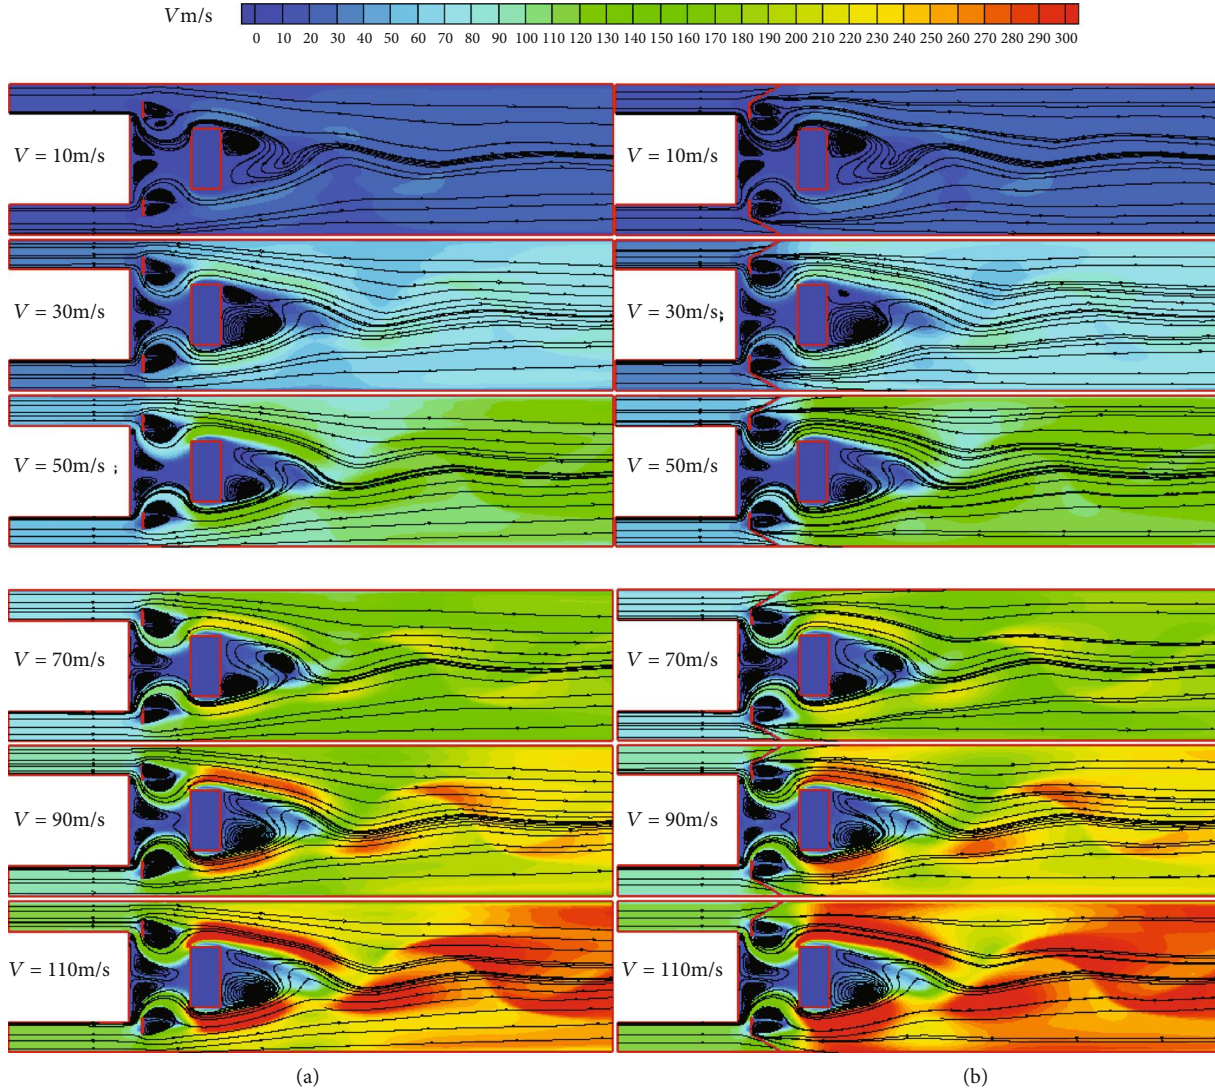 V m/s
0 10 20 30 40 50 60 70 80 90 100 110 120 130 140 150 160 170 180 190 200 210 220 230 240 250 260 270 280 290 300
V = 10m/s V = 10m/s
V = 30m/s V = 30m/s;
V = 50m/s ; V = 50m/s
V = 70m/s V = 70m/s
V = 90m/s V = 90m/s
V = 110m/s V = 110m/s
(a) (b)